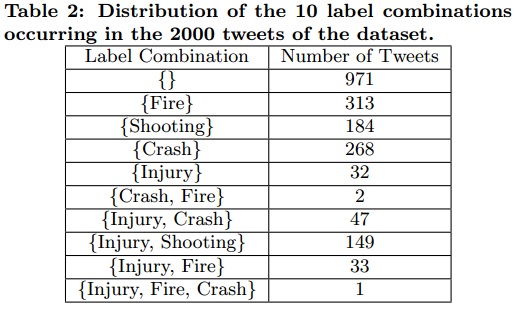 Table 2: Distribution of the 10 label combinations
occurring in the 2000 tweets of the dataset.
Label Combination Number of Tweets
{} 971
{Fire} 313
{Shooting} 184
{Crash} 268
{Injury} 32
{Crash, Fire} 2
{Injury, Crash} 47
{Injury, Shooting} 149
{Injury, Fire} 33
{Injury, Fire, Crash} 1